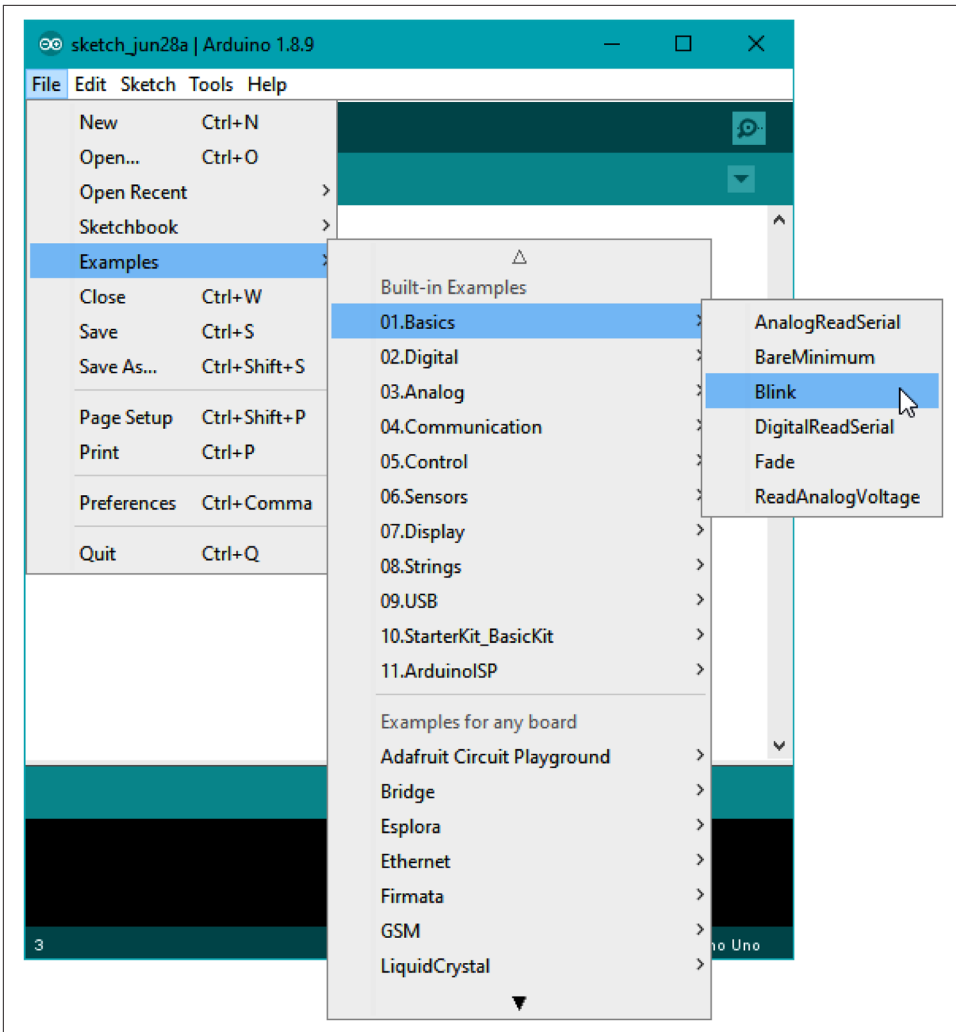 sketch_jun28a | Arduino 1.8.9
File Edit Sketch Tools Help
New Ctrl+N
Open... Ctrl+O
Open Recent
Sketchbook
Examples
Close Ctrl+W
Save Ctrl+S
Save As... Ctrl+Shift+S
Page Setup Ctrl+Shift+P
Print Ctrl+P
Preferences Ctrl+Comma
Quit Ctrl+Q
Built-in Examples
01.Basics
02.Digital
03.Analog
04.Communication
05.Control
06.Sensors
07.Display
08.Strings
09.USB
10.StarterKit_BasicKit
11.ArduinoISP
Examples for any board
Adafruit Circuit Playground
Bridge
Esplora
Ethernet
Firmata
GSM
LiquidCrystal
AnalogReadSerial
BareMinimum
Blink
DigitalReadSerial
Fade
ReadAnalogVoltage
3 no Uno